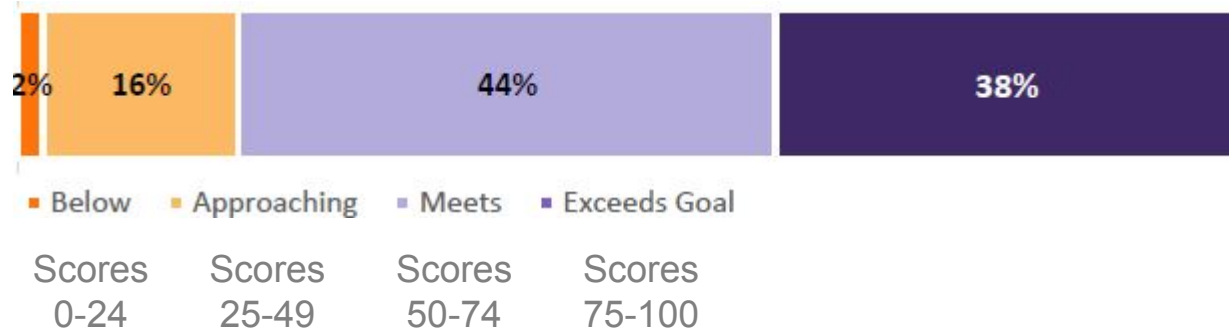 2% 16% 44% 38%
Below Approaching Meets Exceeds Goal
Scores Scores Scores Scores
0-24 25-49 50-74 75-100